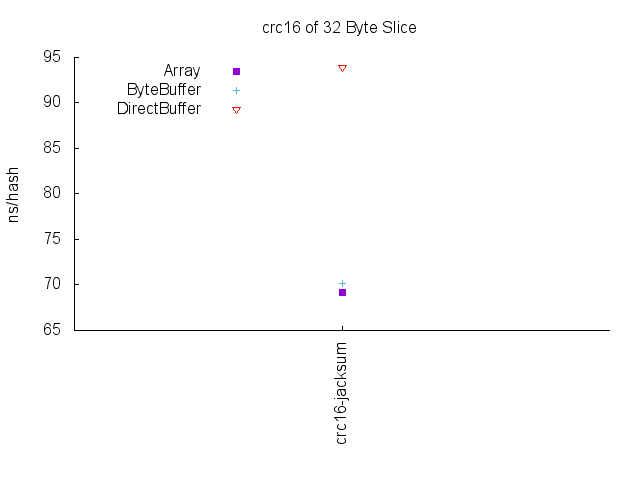 crc16 of 32 Byte Slice
95
90
85
80
75
70
65
Array
ByteBuffer
DirectBuffer
ns/hash
crc16-jacksum